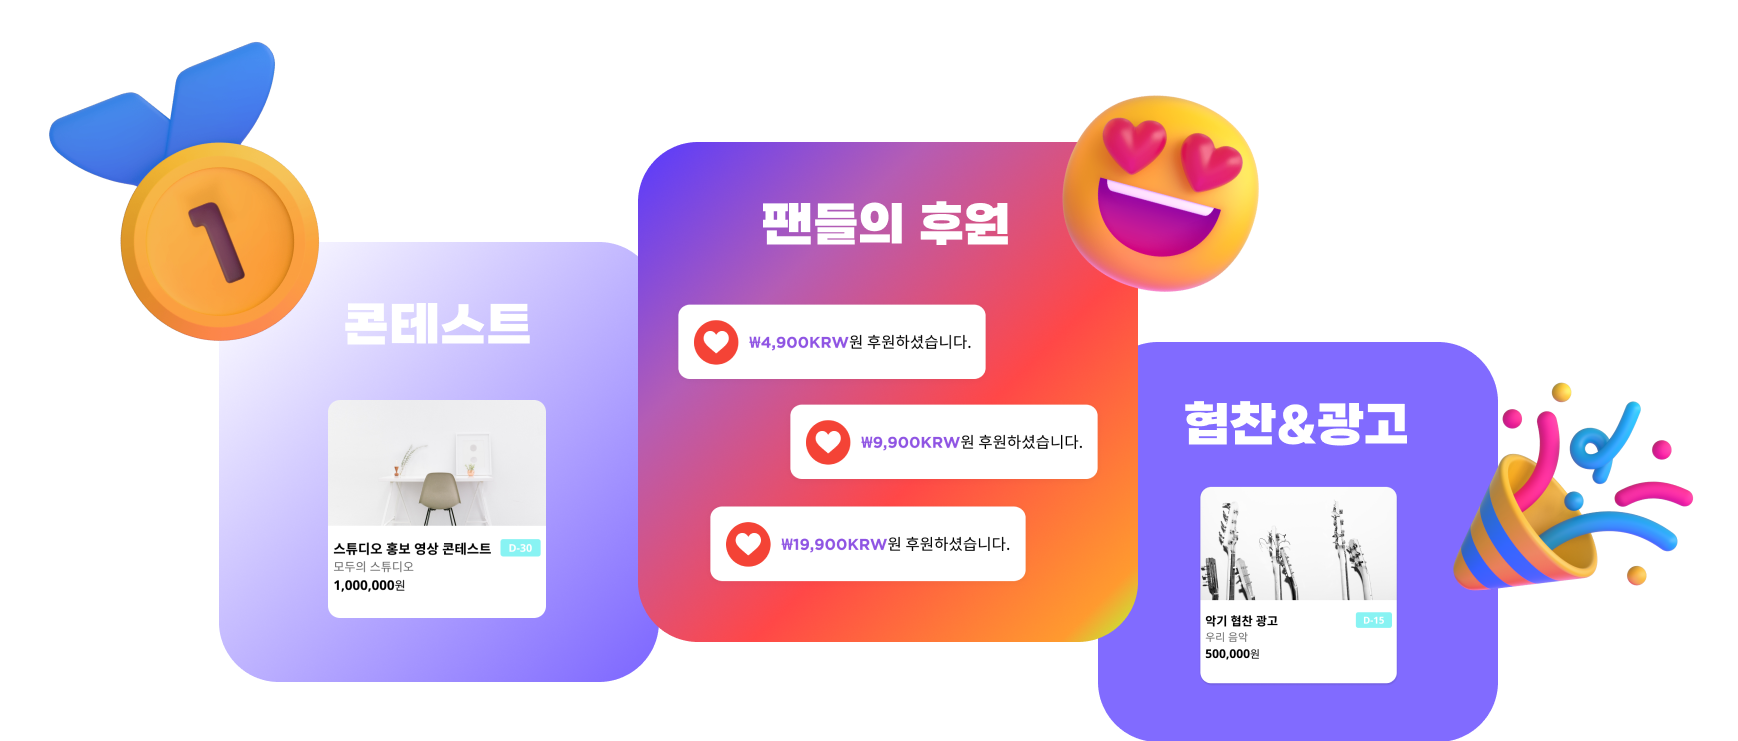 1
콘테스트
스튜디오 홍보 영상 콘테스트 D-30
모두의 스튜디오
1,000,000원
팬들의 후원
₩4,900KRW원 후원하셨습니다.
₩9,900KRW원 후원하셨습니다.
₩19,900KRW원 후원하셨습니다.
협찬&광고
악기 협찬 광고 D-15
우리 음악
500,000원